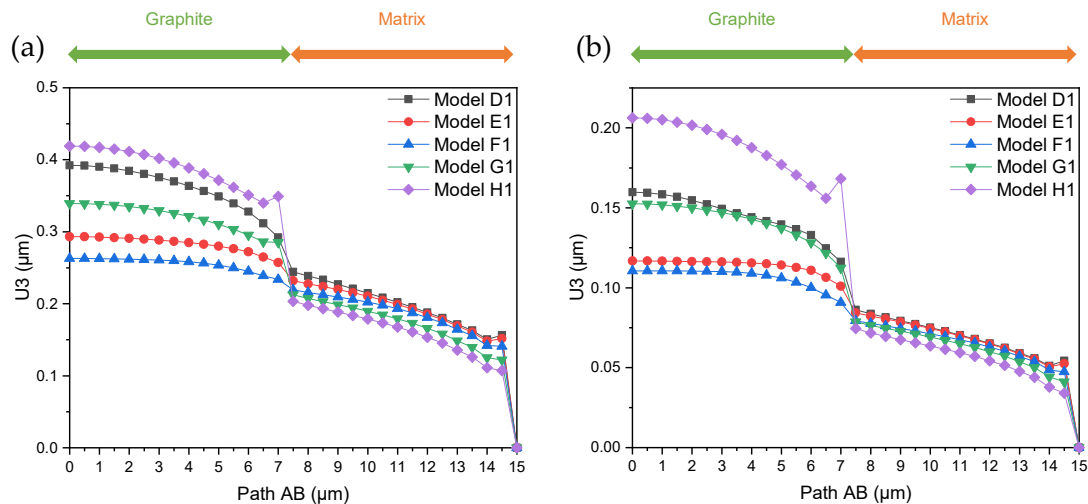 Graphite Matrix
(a)
0.5
0.4
0.3
0.2
0.1
0.0
U3 (μm)
Model D1
Model E1
Model F1
Model G1
Model H1
0 1 2 3 4 5 6 7 8 9 10 11 12 13 14 15
Path AB (μm)
Graphite Matrix
(b)
0.20
0.15
0.10
0.05
0.00
U3 (μm)
Model D1
Model E1
Model F1
Model G1
Model H1
0 1 2 3 4 5 6 7 8 9 10 11 12 13 14 15
Path AB (μm)